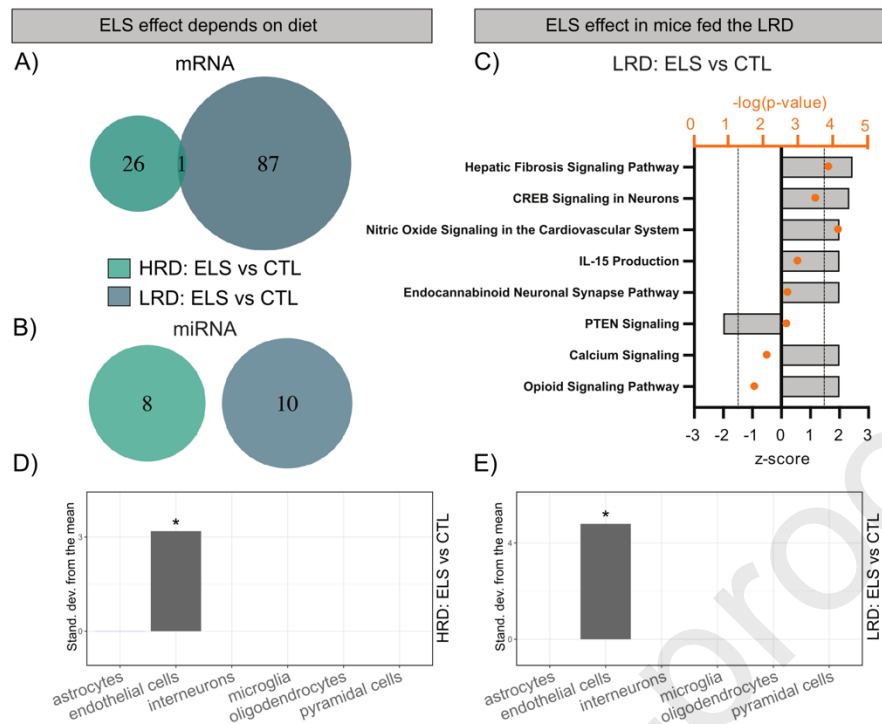 ELS effect depends on diet
ELS effect in mice fed the LRD
A)
mRNA
26
1
87
HRD: ELS vs CTL
LRD: ELS vs CTL
B)
miRNA
8
10
C)
LRD: ELS vs CTL
-log(p-value)
0 1 2 3 4 5
Hepatic Fibrosis Signaling Pathway
CREB Signaling in Neurons
Nitric Oxide Signaling in the Cardiovascular System
IL-15 Production
Endocannabinoid Neuronal Synapse Pathway
PTEN Signaling
Calcium Signaling
Opioid Signaling Pathway
-3 -2 -1 0 1 2 3
z-score
D)
Stand. dev. from the mean
3
0
*
HRD: ELS vs CTL
astrocytes
endothelial cells
interneurons
microglia
oligodendrocytes
pyramidal cells
E)
Stand. dev. from the mean
4
0
*
LRD: ELS vs CTL
astrocytes
endothelial cells
interneurons
microglia
oligodendrocytes
pyramidal cells